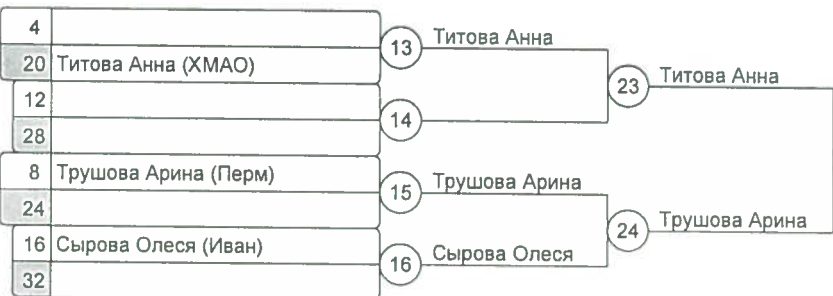 4
13 Титова Анна
20 Титова Анна (ХМАО)
23 Титова Анна
12
14
28
8 Трушова Арина (Перм)
15 Трушова Арина
24
24 Трушова Арина
16 Сырова Олеся (Иван)
16 Сырова Олеся
32